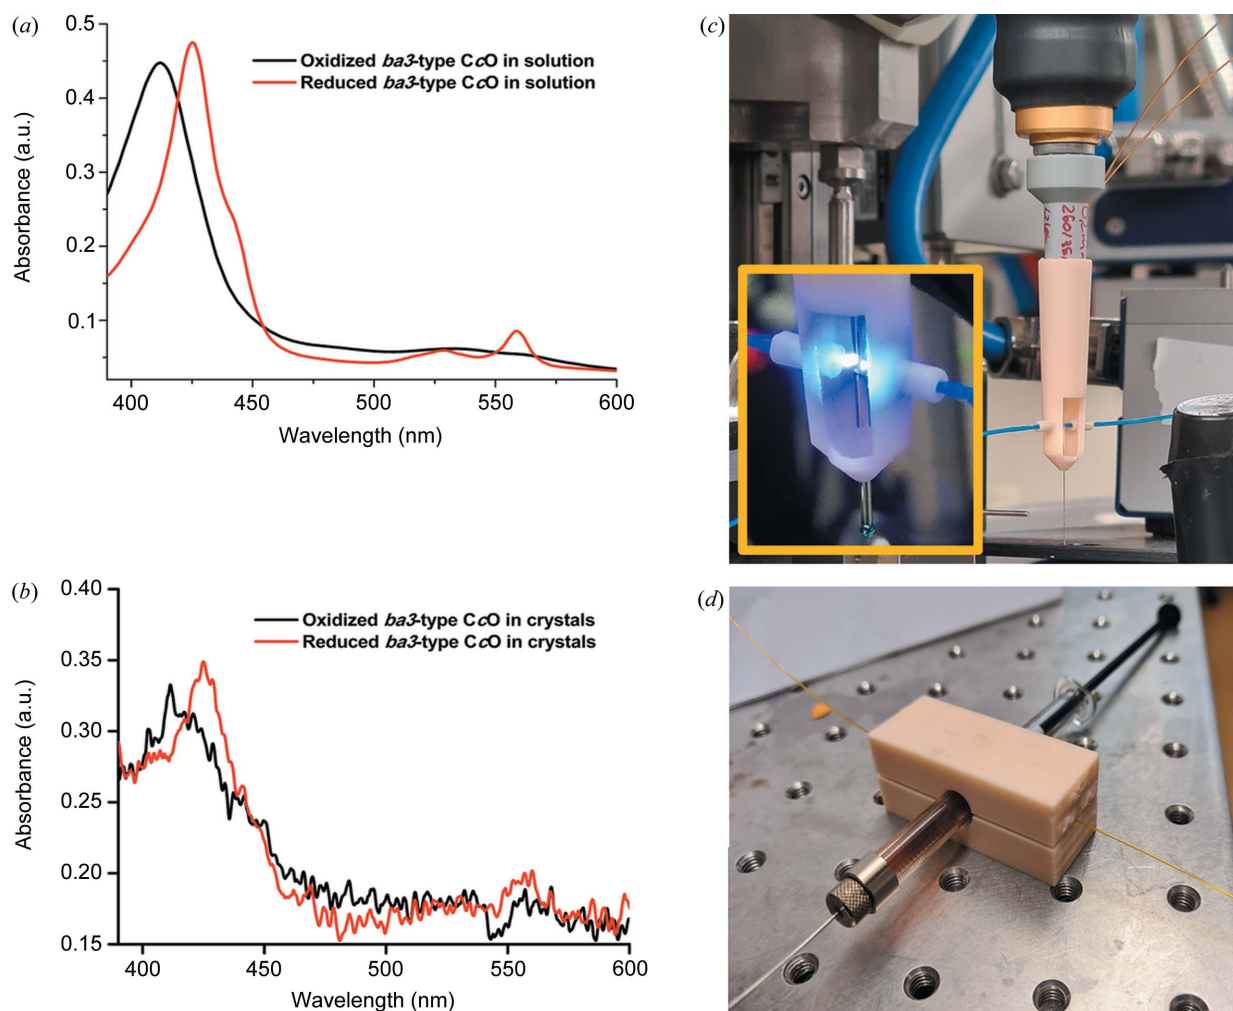 (a)
0.5
0.4
0.3
0.2
0.1
Absorbance (a.u.)
Oxidized ba3-type CcO in solution
Reduced ba3-type CcO in solution
400 450 500 550 600
Wavelength (nm)
(b)
0.40
0.35
0.30
0.25
0.20
0.15
Absorbance (a.u.)
Oxidized ba3-type CcO in crystals
Reduced ba3-type CcO in crystals
400 450 500 550 600
Wavelength (nm)
(c)
(d)